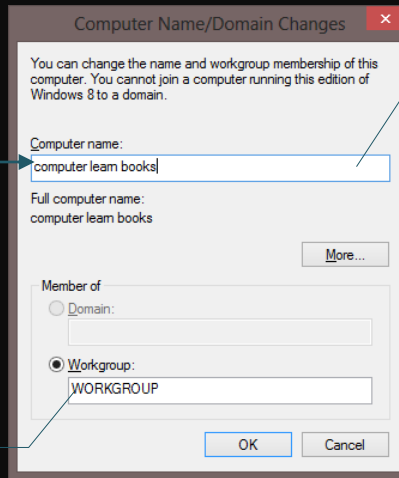 Computer Name/Domain Changes
You can change the name and workgroup membership of this
computer. You cannot join a computer running this edition of
Windows 8 to a domain.
Computer name:
computer learn books
Full computer name:
computer learn books
More...
Member of
Domain:
Workgroup:
WORKGROUP
OK
Cancel